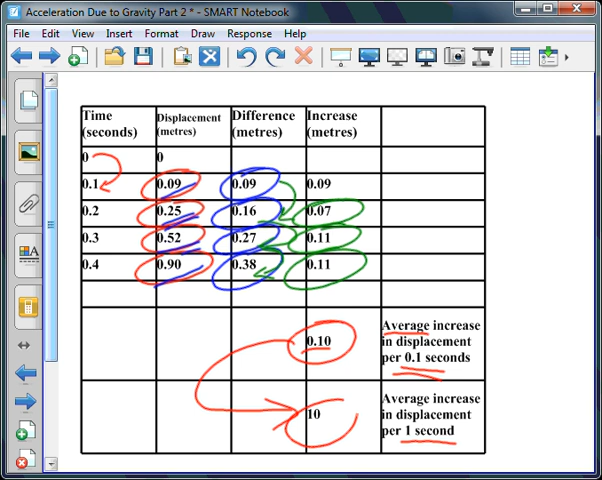 Acceleration Due to Gravity Part 2 * - SMART Notebook
File Edit View Insert Format Draw Response Help
Time (seconds) Displacement (metres) Difference (metres) Increase (metres)
0 0
0.1 0.09 0.09 0.09
0.2 0.25 0.16 0.07
0.3 0.52 0.27 0.11
0.4 0.90 0.38 0.11
0.10 Average increase
in displacement
per 0.1 seconds
10 Average increase
in displacement
per 1 second